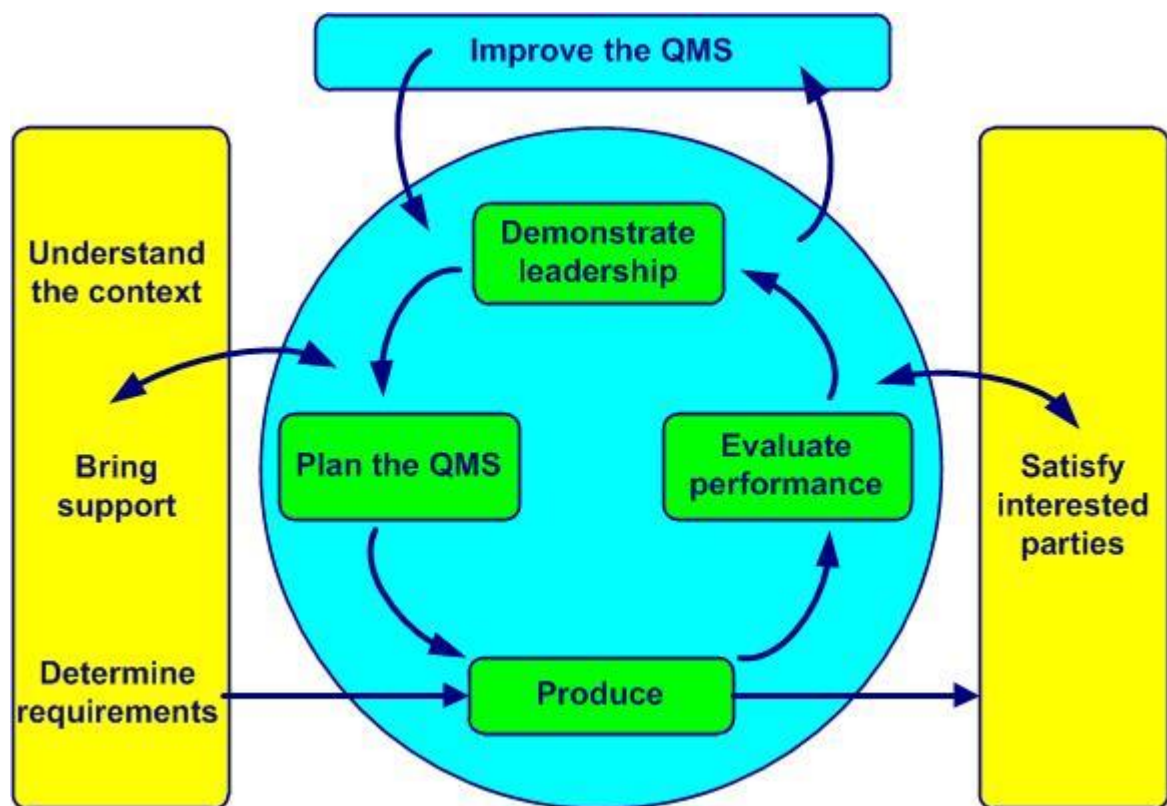 Improve the QMS
Understand
the context
Bring
support
Determine
requirements
Demonstrate
leadership
Plan the QMS
Evaluate
performance
Produce
Satisfy
interested
parties